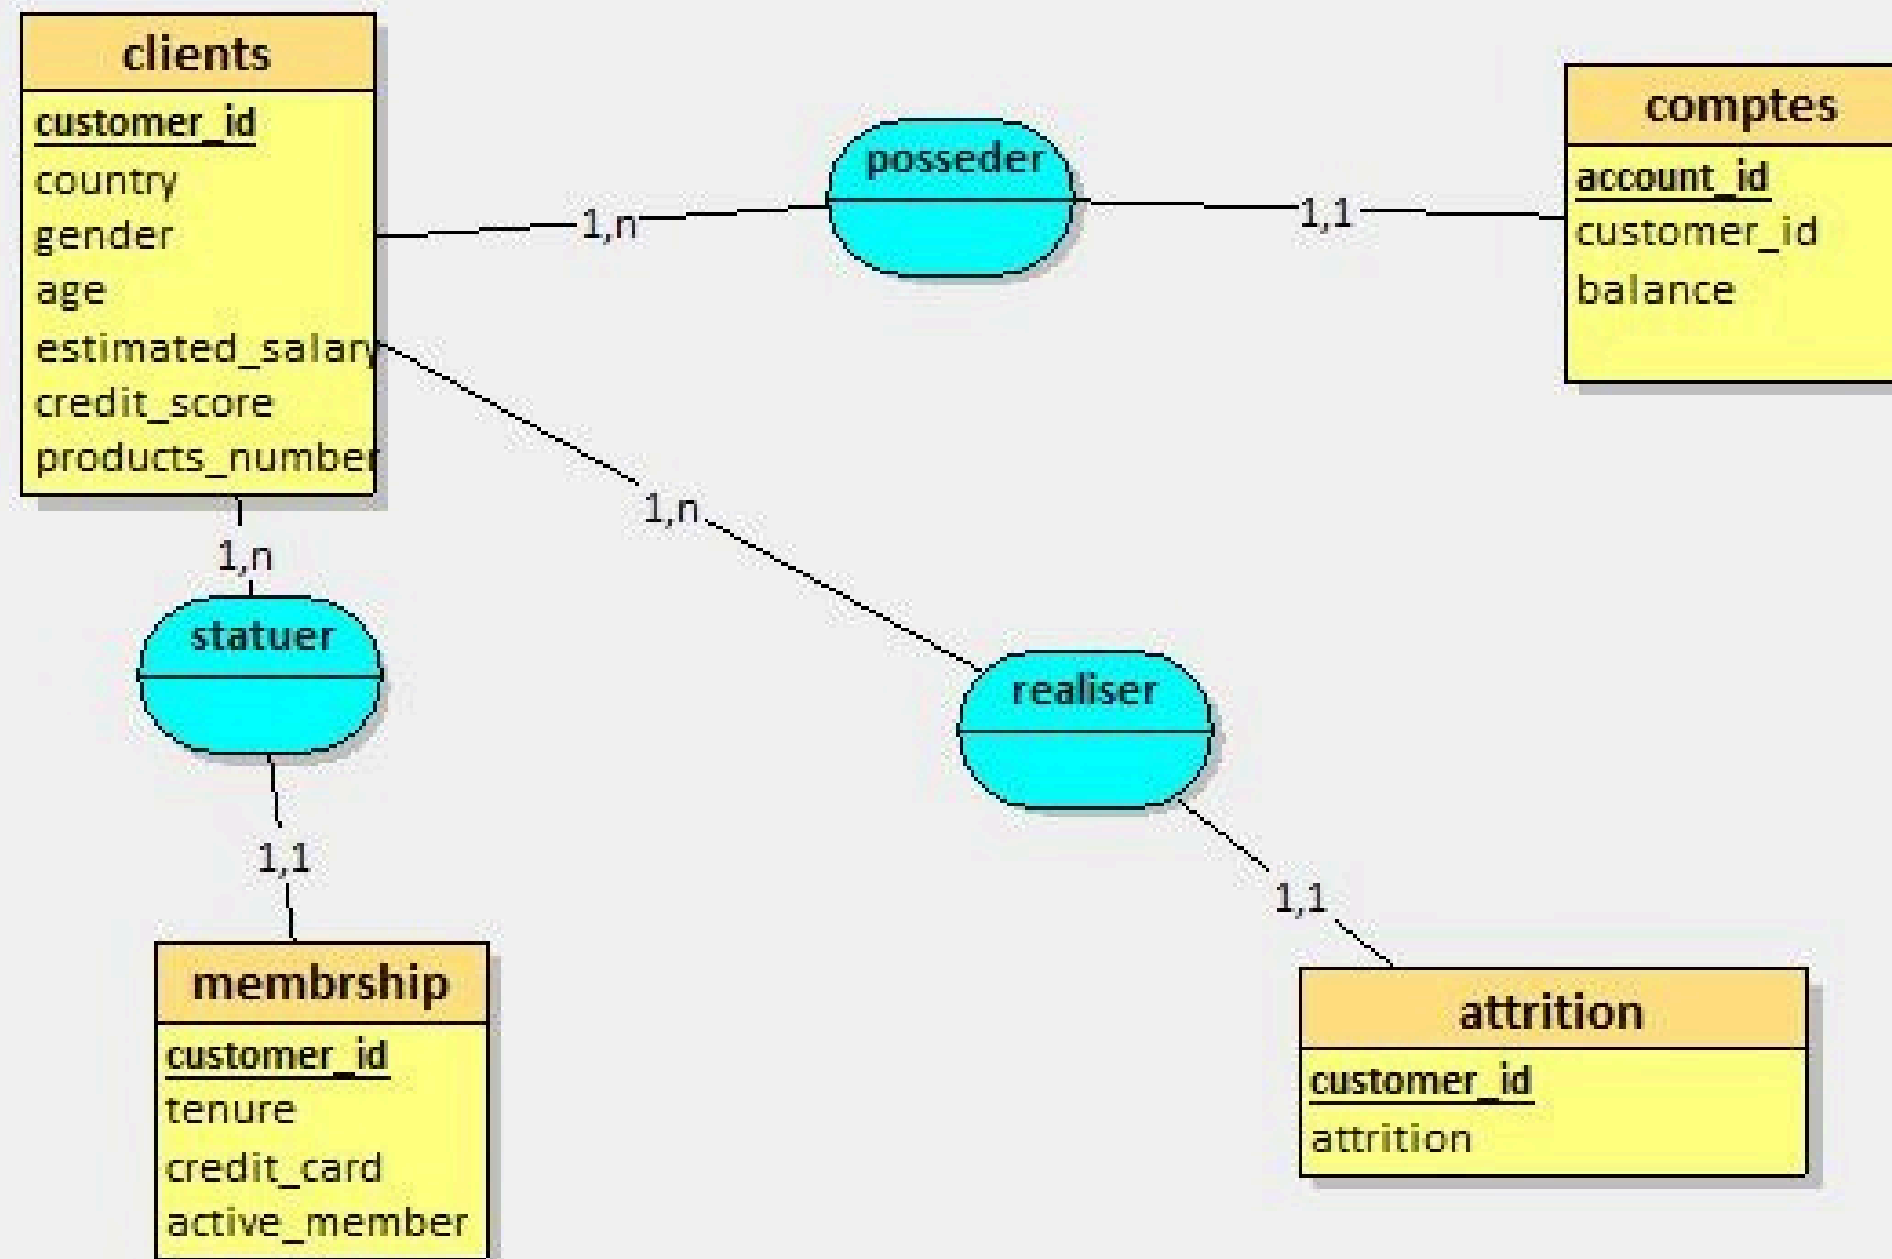 clients
customer_id
country
gender
age
estimated_salary
credit_score
products_number
1,n
posseder
1,1
comptes
account_id
customer_id
balance
1,n
realiser
1,1
attrition
customer_id
attrition
1,n
statuer
1,1
membrship
customer_id
tenure
credit_card
active_member